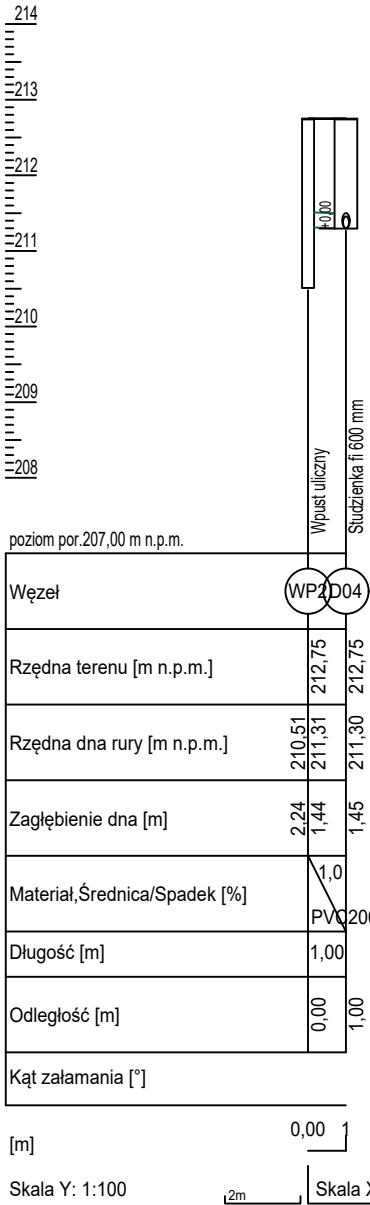 214
213
212
211
210
209
208
+0,00
Wpust uliczny
Studzienka fi 600 mm
poziom por.207,00 m n.p.m.
Węzeł WP2 D04
Rzędna terenu [m n.p.m.] 212,75 212,75
Rzędna dna rury [m n.p.m.] 210,51 211,31 211,30
Zagłębienie dna [m] 2,24 1,44 1,45
Materiał,Średnica/Spadek [%] 1,0 PVC200
Długość [m] 1,00
Odległość [m] 0,00 1,00
Kąt załamania [°]
[m] 0,00 1
Skala Y: 1:100 2m Skala X